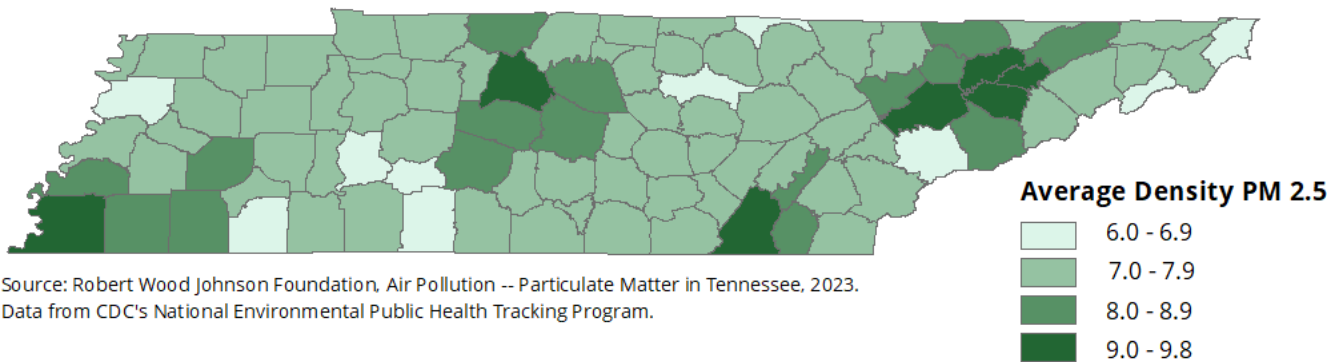 Average Density PM 2.5
6.0 - 6.9
7.0 - 7.9
8.0 - 8.9
9.0 - 9.8
Source: Robert Wood Johnson Foundation, Air Pollution -- Particulate Matter in Tennessee, 2023.
Data from CDC's National Environmental Public Health Tracking Program.